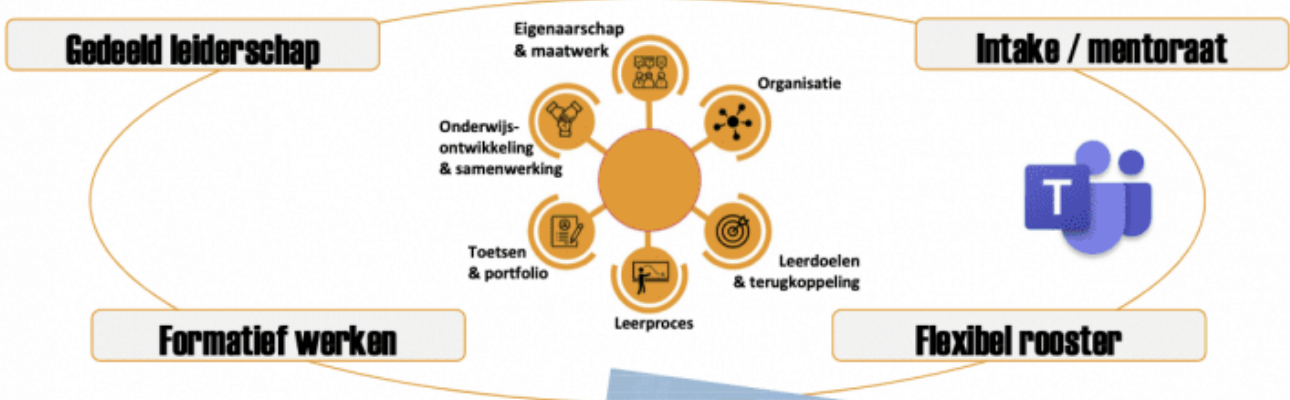 Gedeeld leiderschap
Intake / mentoraat
Eigenaarschap
& maatwerk
Organisatie
Onderwijs-
ontwikkeling
& samenwerking
T
Toetsen
& portfolio
Leerdoelen
& terugkoppeling
Leerproces
Formatief werken
Flexibel rooster